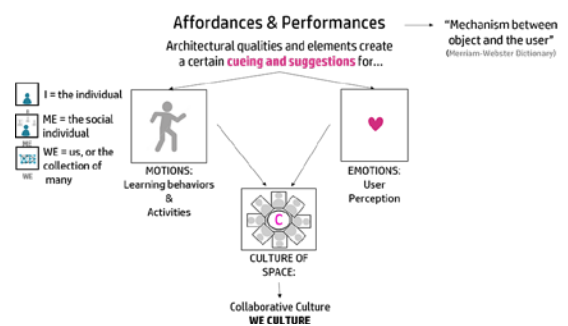 Affordances & Performances
“Mechanism between
object and the user”
(Merriam-Webster Dictionary)
Architectural qualities and elements create
a certain cueing and suggestions for...
I = the individual
I
ME = the social
individual
ME
WE = us, or the
collection of
many
WE
MOTIONS:
Learning behaviors
&
Activities
EMOTIONS:
User
Perception
C
CULTURE OF
SPACE:
Collaborative Culture
WE CULTURE